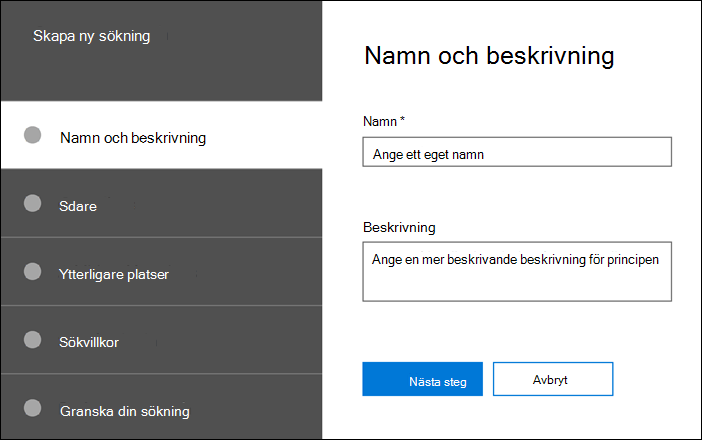 Skapa ny sökning
Namn och beskrivning
Sdare
Ytterligare platser
Sökvillkor
Granska din sökning
Namn och beskrivning
Namn *
Ange ett eget namn
Beskrivning
Ange en mer beskrivande beskrivning för principen
Nästa steg
Avbryt